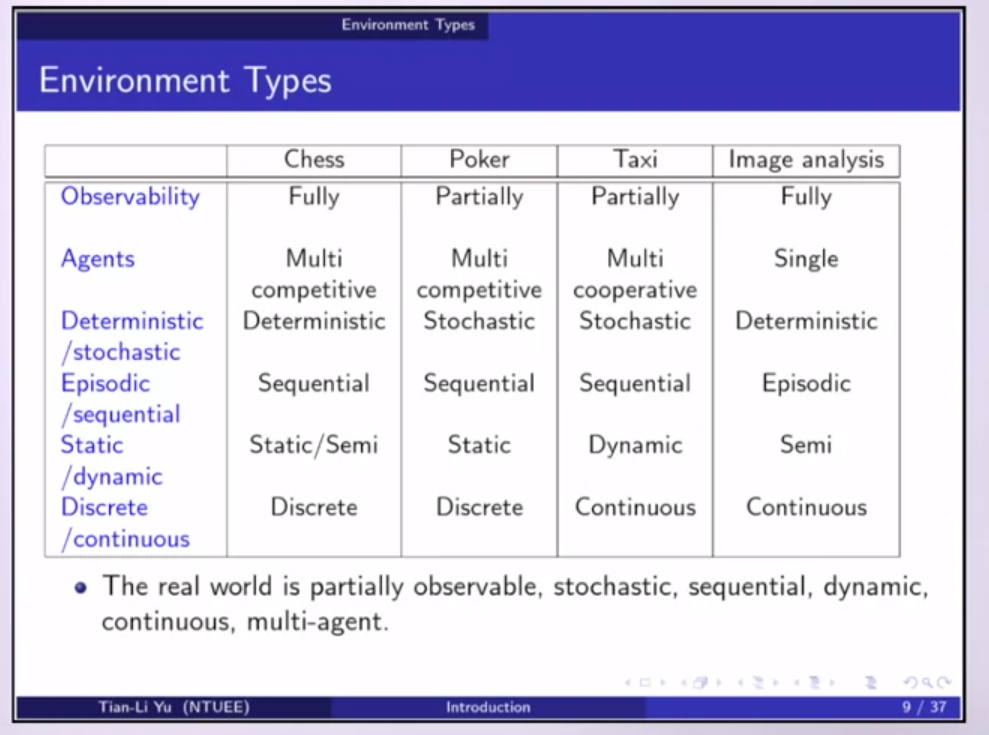 Environment Types
Environment Types
Chess Poker Taxi Image analysis
Observability Fully Partially Partially Fully
Agents Multi Multi Multi Single
competitive competitive cooperative
Deterministic Deterministic Stochastic Stochastic Deterministic
/stochastic
Episodic Sequential Sequential Sequential Episodic
/sequential
Static Static/Semi Static Dynamic Semi
/dynamic
Discrete Discrete Discrete Continuous Continuous
/continuous
The real world is partially observable, stochastic, sequential, dynamic,
continuous, multi-agent.
Tian-Li Yu (NTUEE) Introduction 9 / 37